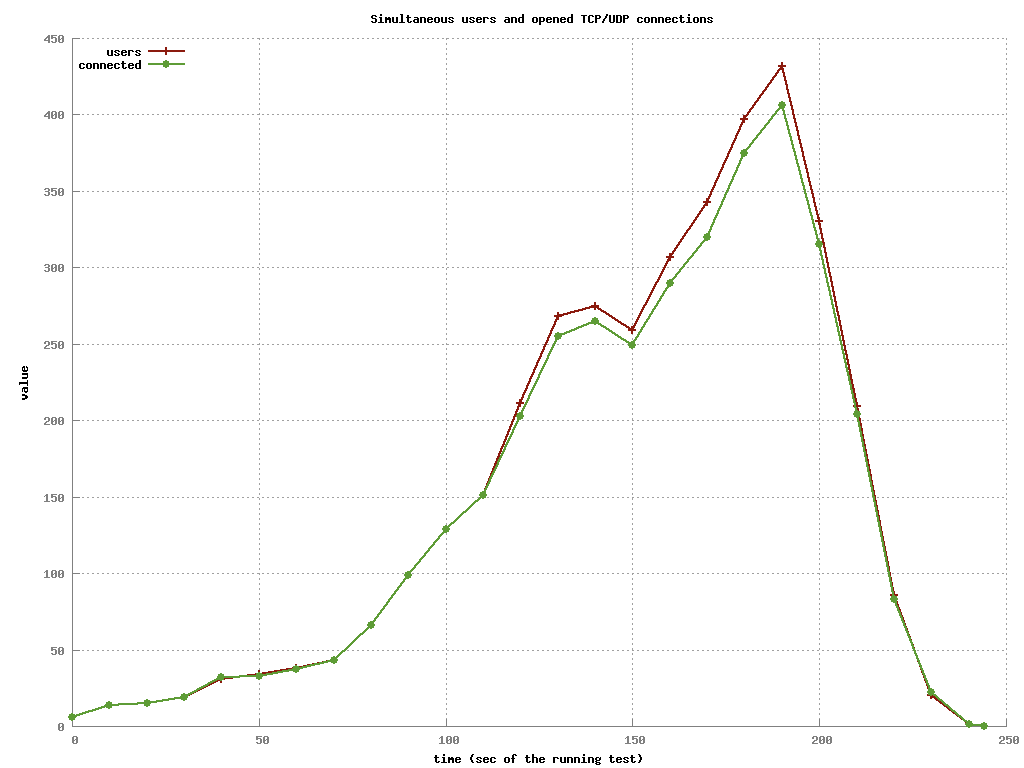 Simultaneous users and opened TCP/UDP connections
450
users
connected
400
350
300
250
value
200
150
100
50
0
0 50 100 150 200 250
time (sec of the running test)